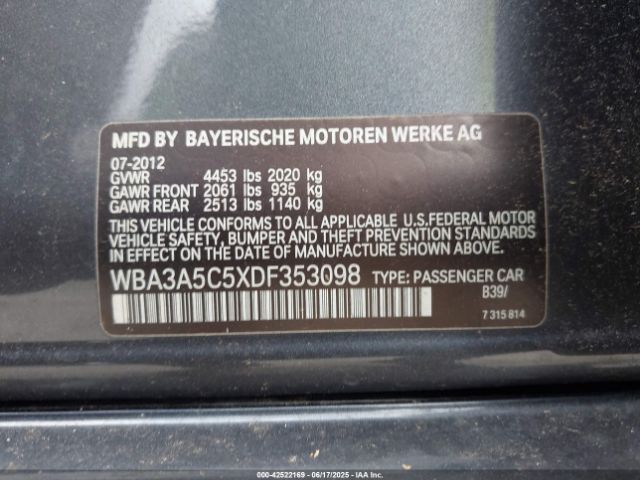 MFD BY BAYERISCHE MOTOREN WERKE AG
07-2012
GVWR 4453 lbs 2020 kg
GAWR FRONT 2061 lbs 935 kg
GAWR REAR 2513 lbs 1140 kg
THIS VEHICLE CONFORMS TO ALL APPLICABLE U.S.FEDERAL MOTOR
VEHICLE SAFETY, BUMPER, AND THEFT PREVENTION STANDARDS
IN EFFECT ON THE DATE OF MANUFACTURE SHOWN ABOVE.
WBA3A5C5XDF353098 TYPE: PASSENGER CAR
B39/
7 315 814
000-42522169 - 06/17/2025 - IAAI.COM